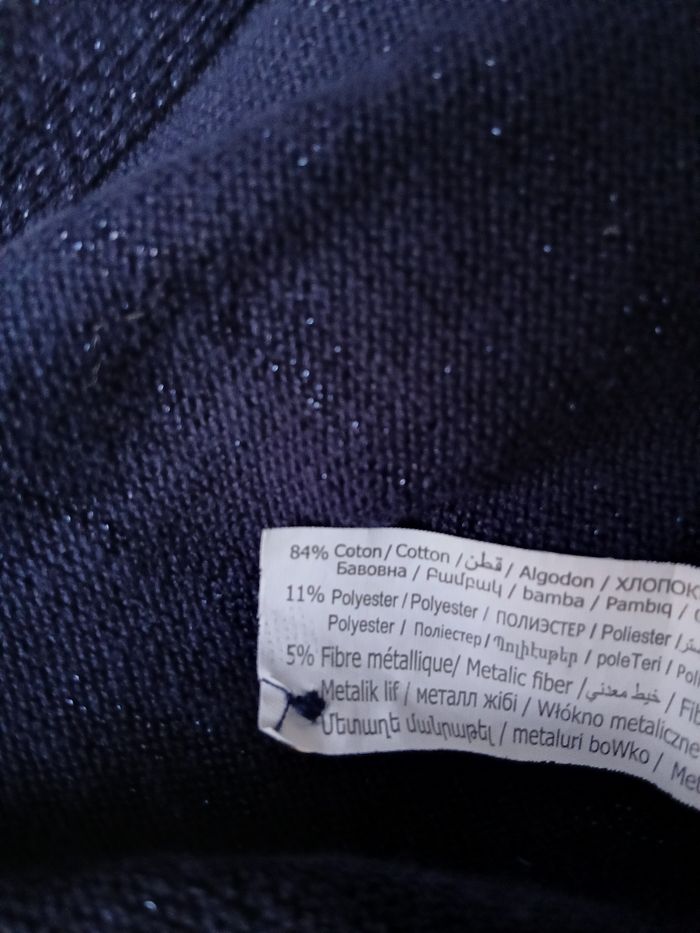 84% Coton / Cotton / قطن / Algodon / ХЛОПОК
Бавовна / Բամբակ / bamba / Pambıq /
11% Polyester / Polyester / ПОЛИЭСТЕР / Poliester /
Polyester / Поліестер / Պոլիէսթեր / poleTeri /
5% Fibre métallique / Metalic fiber / خيط معدني /
Metalik lif / металл жібі / Włókno metaliczne
Մետաղե մանրաթել / metaluri boWko /